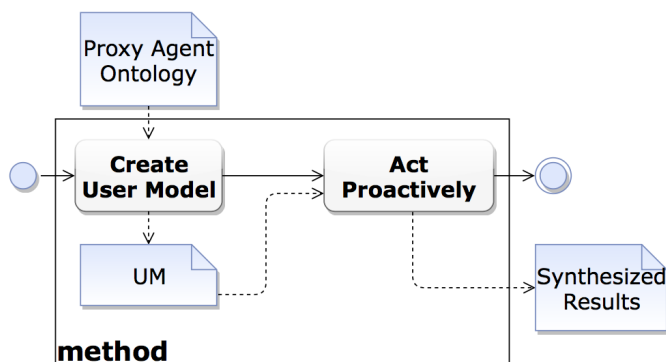 Proxy Agent
Ontology
Create
User Model
Act
Proactively
UM
Synthesized
Results
method